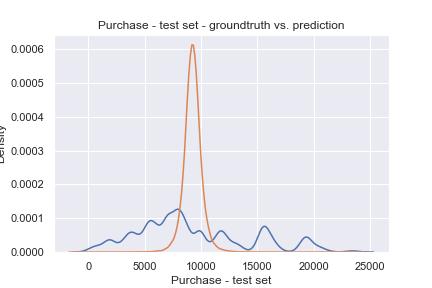 Purchase - test set - groundtruth vs. prediction
0.0006
0.0005
0.0004
0.0003
0.0002
0.0001
0.0000
Density
0 5000 10000 15000 20000 25000
Purchase - test set